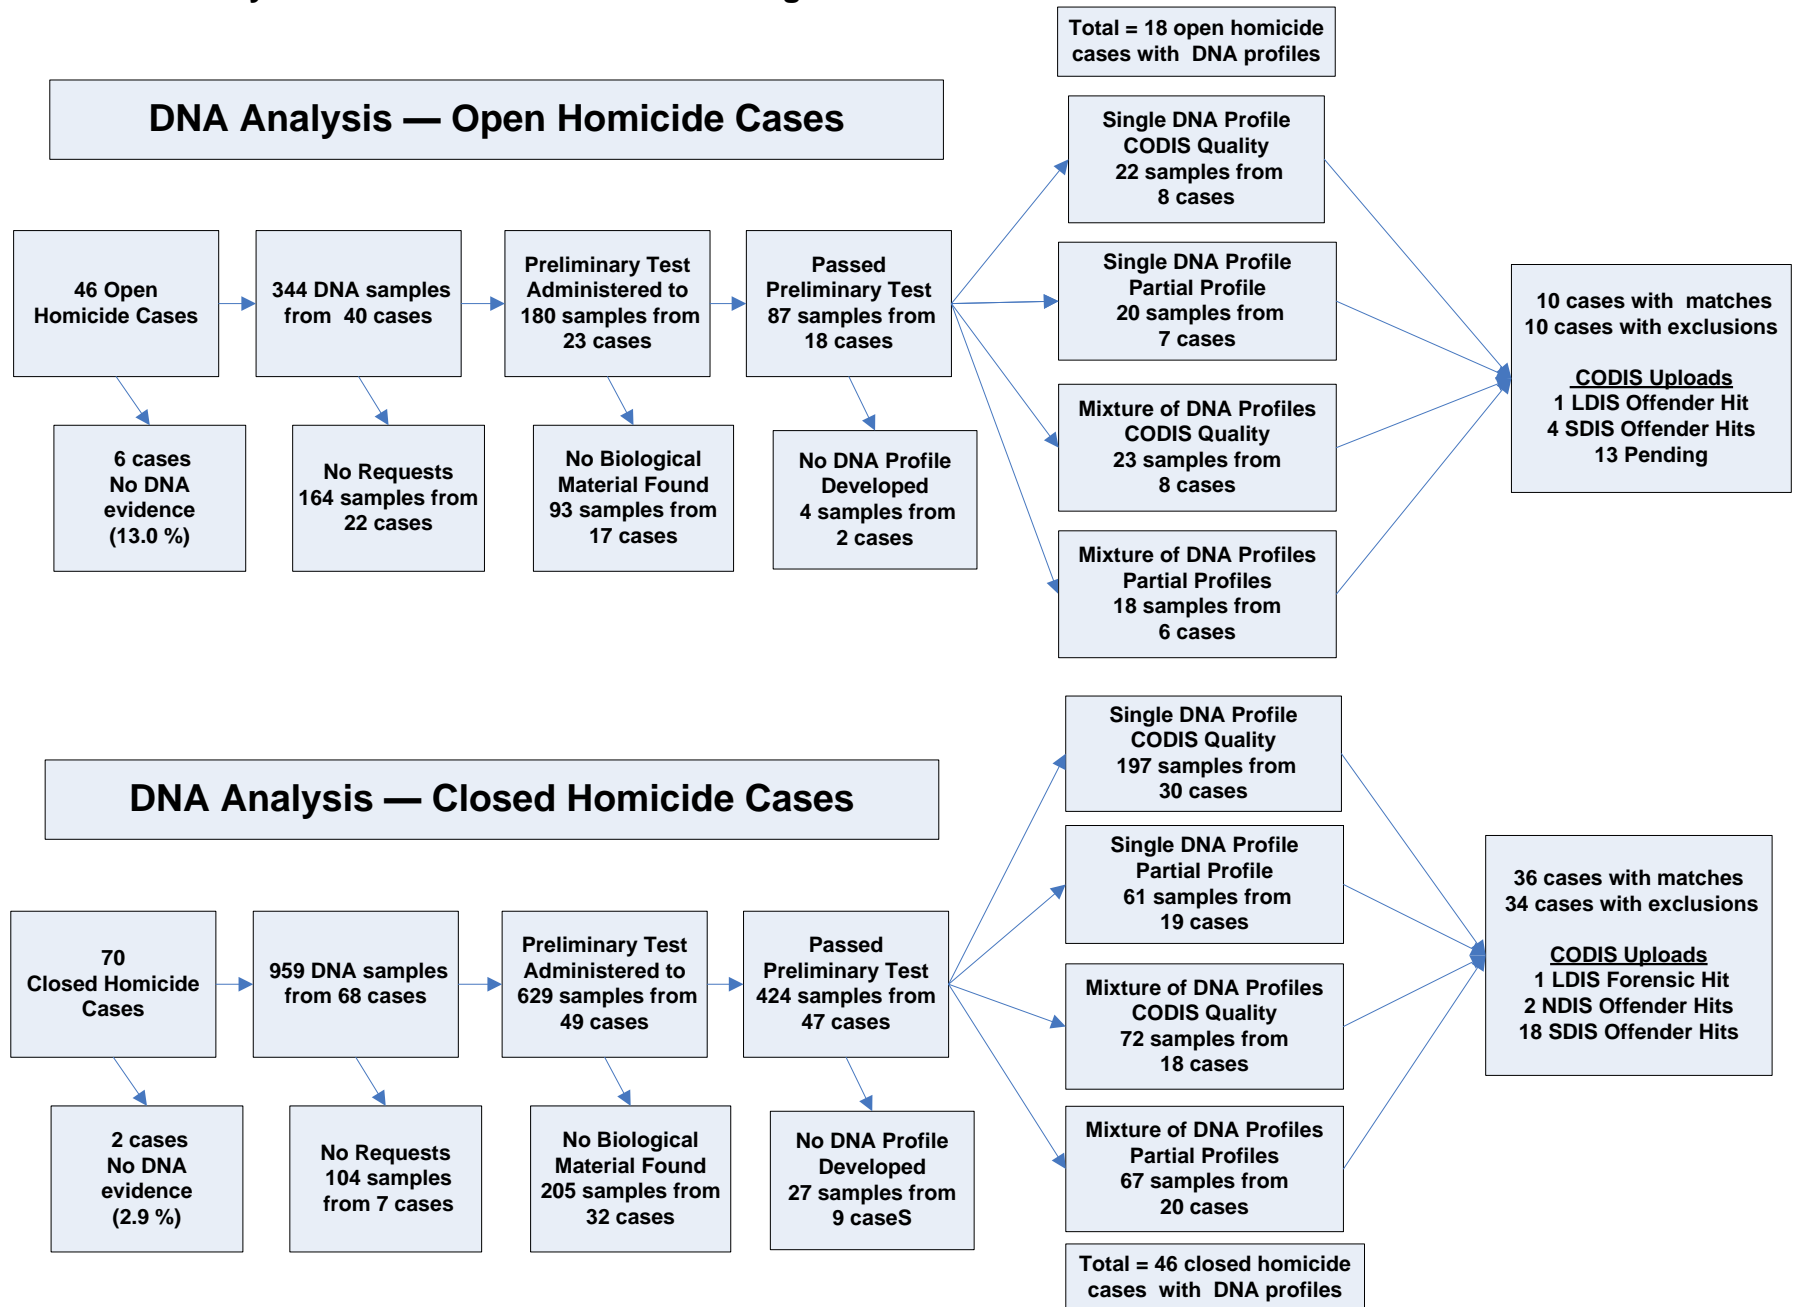 Total = 18 open homicide
cases with DNA profiles
DNA Analysis — Open Homicide Cases
46 Open
Homicide Cases
344 DNA samples
from 40 cases
Preliminary Test
Administered to
180 samples from
23 cases
Passed
Preliminary Test
87 samples from
18 cases
6 cases
No DNA
evidence
(13.0 %)
No Requests
164 samples from
22 cases
No Biological
Material Found
93 samples from
17 cases
No DNA Profile
Developed
4 samples from
2 cases
Single DNA Profile
CODIS Quality
22 samples from
8 cases
Single DNA Profile
Partial Profile
20 samples from
7 cases
Mixture of DNA Profiles
CODIS Quality
23 samples from
8 cases
Mixture of DNA Profiles
Partial Profiles
18 samples from
6 cases
10 cases with matches
10 cases with exclusions
CODIS Uploads
1 LDIS Offender Hit
4 SDIS Offender Hits
13 Pending
DNA Analysis — Closed Homicide Cases
70
Closed Homicide
Cases
959 DNA samples
from 68 cases
Preliminary Test
Administered to
629 samples from
49 cases
Passed
Preliminary Test
424 samples from
47 cases
2 cases
No DNA
evidence
(2.9 %)
No Requests
104 samples
from 7 cases
No Biological
Material Found
205 samples from
32 cases
No DNA Profile
Developed
27 samples from
9 caseS
Single DNA Profile
CODIS Quality
197 samples from
30 cases
Single DNA Profile
Partial Profile
61 samples from
19 cases
Mixture of DNA Profiles
CODIS Quality
72 samples from
18 cases
Mixture of DNA Profiles
Partial Profiles
67 samples from
20 cases
36 cases with matches
34 cases with exclusions
CODIS Uploads
1 LDIS Forensic Hit
2 NDIS Offender Hits
18 SDIS Offender Hits
Total = 46 closed homicide
cases with DNA profiles